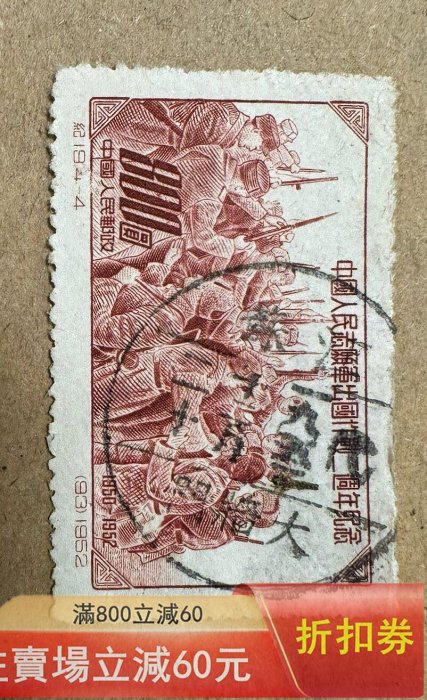 中國人民志願軍出國作戰二週年紀念
1950-1952
800圓
中國人民郵政
紀19.4-4
(93)1952
滿800立減60
賣場立減60元
折扣券